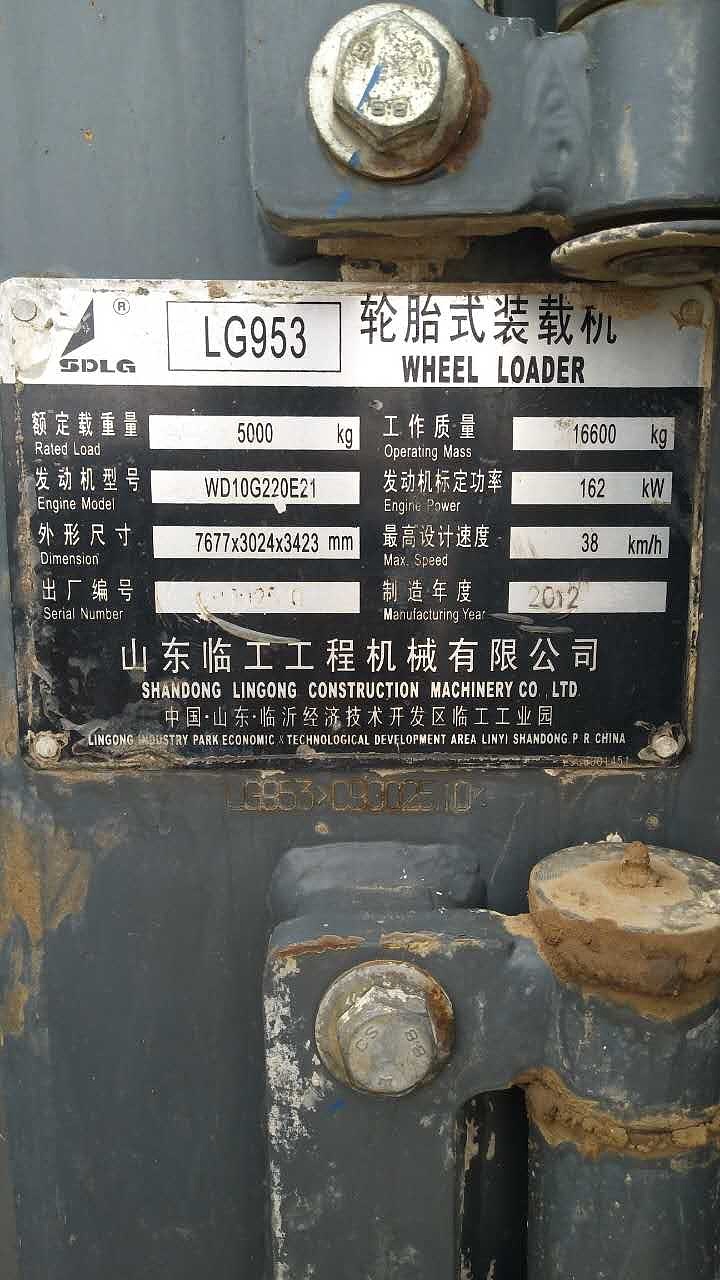 88
®
SDLG
LG953
轮胎式装载机
WHEEL LOADER
额定载重量 5000 kg 工作质量 16600 kg
Rated Load Operating Mass
发动机型号 WD10G220E21 发动机标定功率 162 kW
Engine Model Engine Power
外形尺寸 7677x3024x3423 mm 最高设计速度 38 km/h
Dimension Max. Speed
出厂编号 制造年度 2012
Serial Number Manufacturing Year
山东临工工程机械有限公司
SHANDONG LINGONG CONSTRUCTION MACHINERY CO., LTD.
中国·山东·临沂经济技术开发区临工工业园
LINGONG INDUSTRY PARK ECONOMIC & TECHNOLOGICAL DEVELOPMENT AREA LINYI SHANDONG P R CHINA
LG953
CS 88